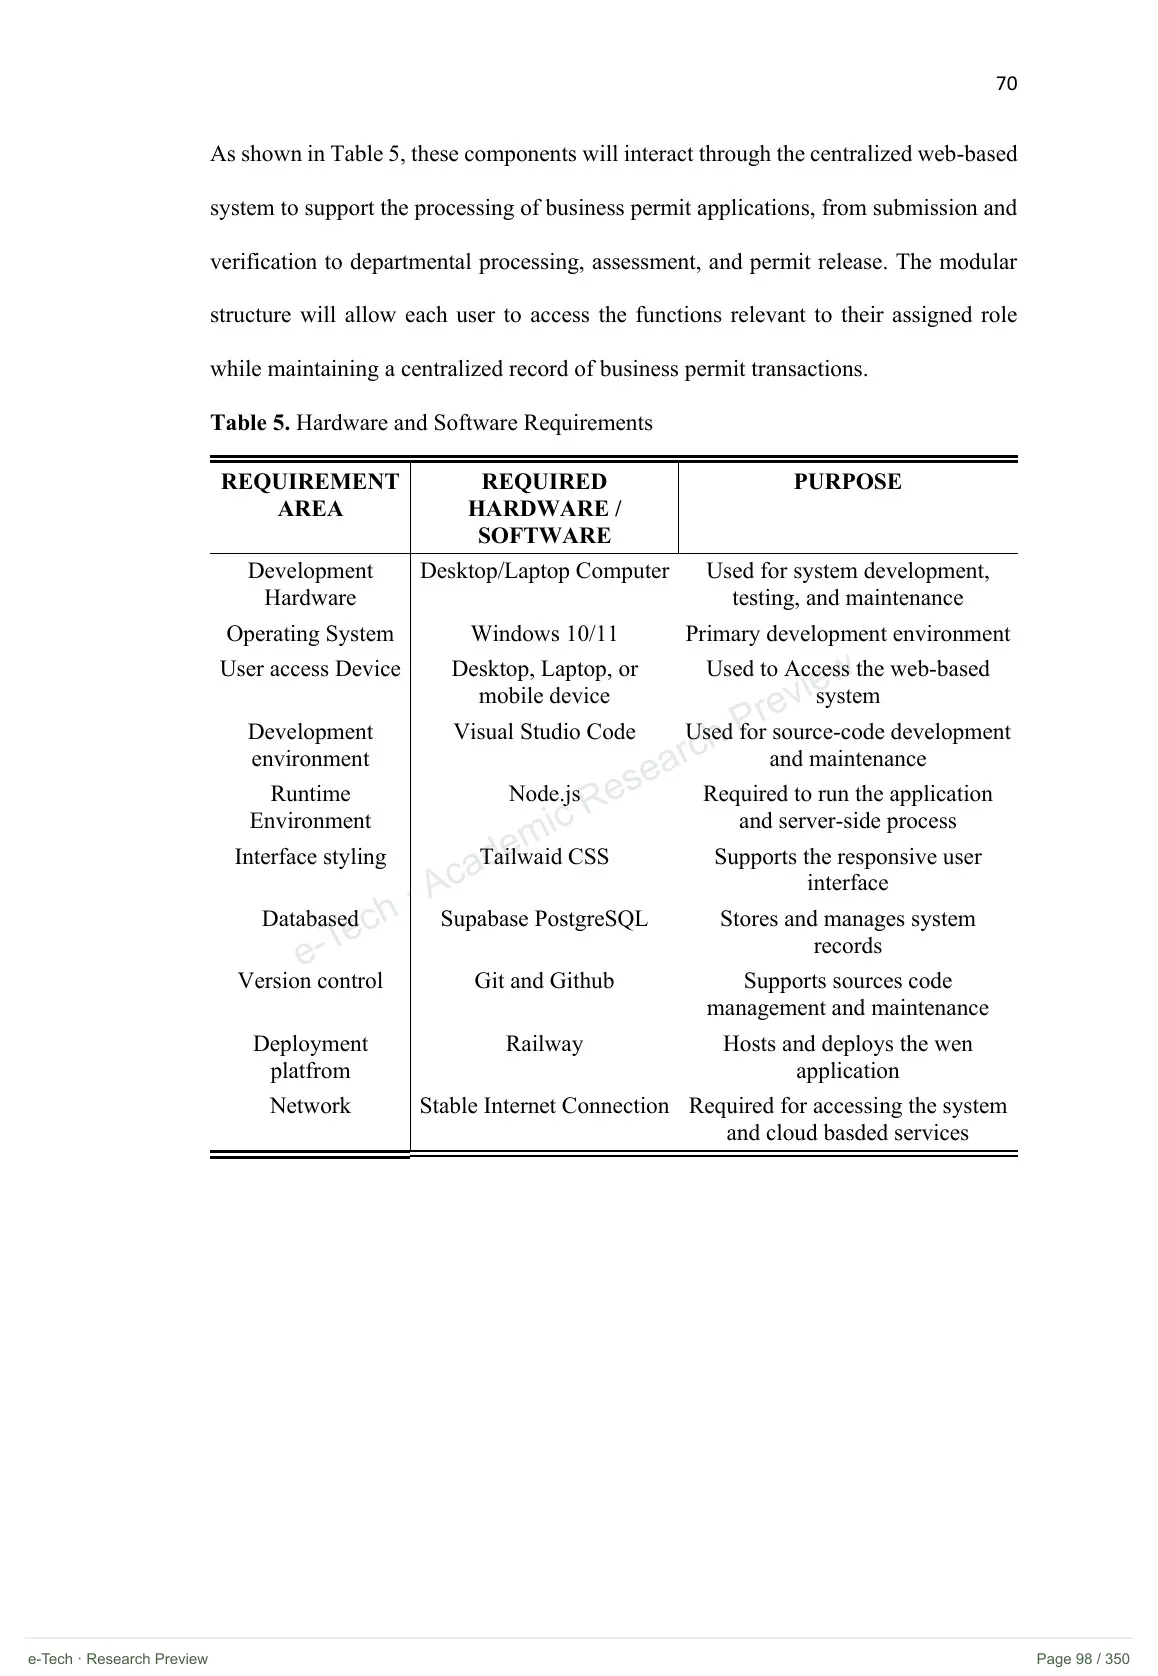 70
As shown in Table 5, these components will interact through the centralized web-based
system to support the processing of business permit applications, from submission and
verification to departmental processing, assessment, and permit release. The modular
structure will allow each user to access the functions relevant to their assigned role
while maintaining a centralized record of business permit transactions.
Table 5. Hardware and Software Requirements
REQUIREMENT
AREA
REQUIRED
HARDWARE /
SOFTWARE
PURPOSE
Development
Hardware
Desktop/Laptop Computer
Used for system development,
testing, and maintenance
Operating System
Windows 10/11
Primary development environment
User access Device
Desktop, Laptop, or
mobile device
Used to Access the web-based
system
Development
environment
Visual Studio Code
Used for source-code development
and maintenance
Runtime
Environment
Node.js
Required to run the application
and server-side process
Interface styling
Tailwaid CSS
Supports the responsive user
interface
Databased
Supabase PostgreSQL
Stores and manages system
records
Version control
Git and Github
Supports sources code
management and maintenance
Deployment
platfrom
Railway
Hosts and deploys the wen
application
Network
Stable Internet Connection
Required for accessing the system
and cloud basded services
e-Tech · Academic Research Preview
e-Tech · Research Preview
Page 98 / 350